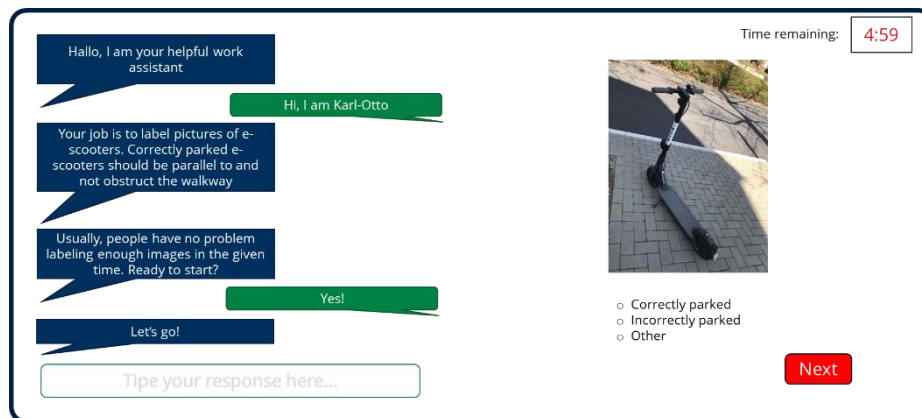 Hallo, I am your helpful work
assistant
Hi, I am Karl-Otto
Your job is to label pictures of e-
scooters. Correctly parked e-
scooters should be parallel to and
not obstruct the walkway
Usually, people have no problem
labeling enough images in the given
time. Ready to start?
Yes!
Let's go!
Tipe your response here...
Time remaining:
4:59
Correctly parked
Incorrectly parked
Other
Next